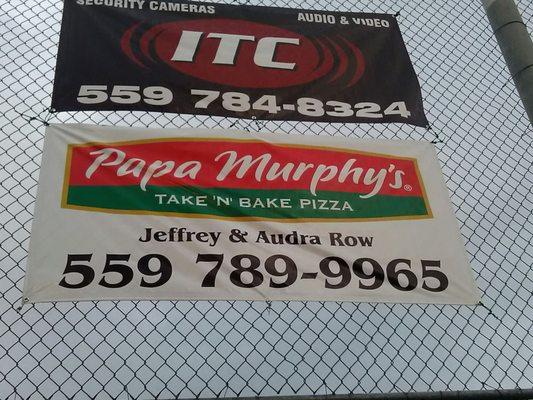 SECURITY CAMERAS
AUDIO & VIDEO
ITC
559 784-8324
Papa Murphy's®
TAKE 'N' BAKE PIZZA
Jeffrey & Audra Row
559 789-9965